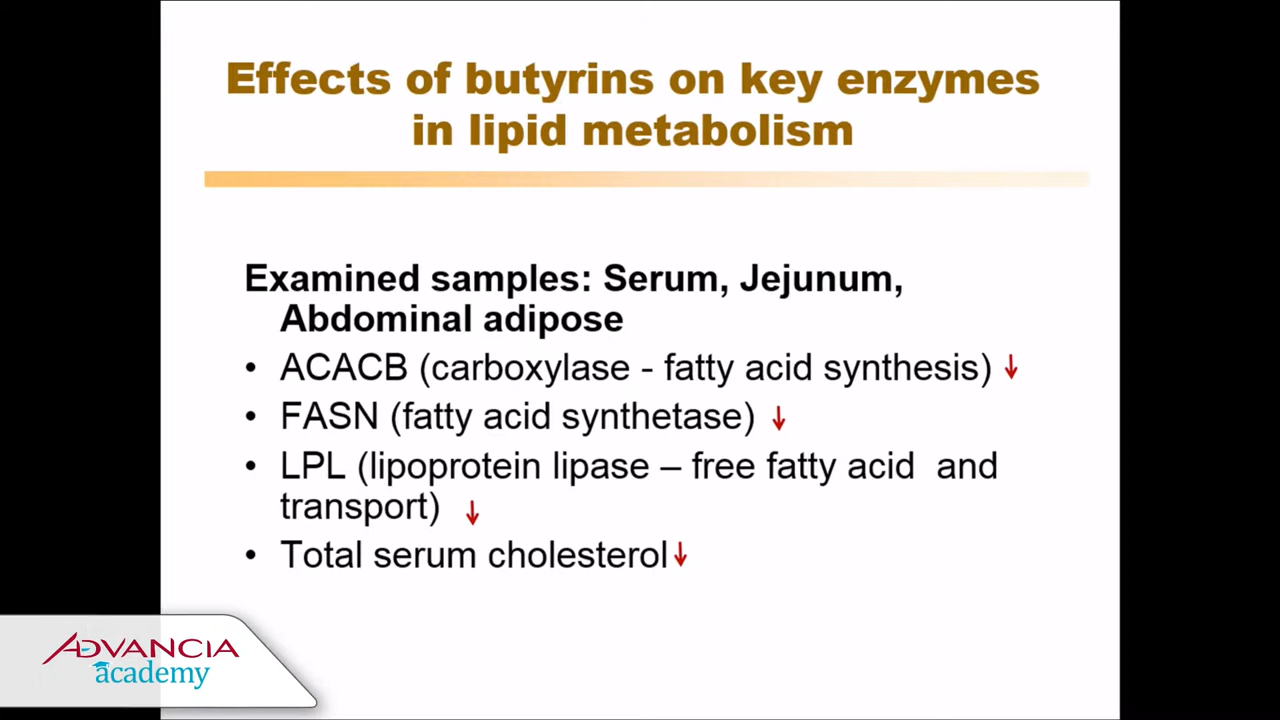 Effects of butyrins on key enzymes
in lipid metabolism
Examined samples: Serum, Jejunum,
Abdominal adipose
• ACACB (carboxylase - fatty acid synthesis) ↓
• FASN (fatty acid synthetase) ↓
• LPL (lipoprotein lipase – free fatty acid and
transport) ↓
• Total serum cholesterol ↓
ADVANCIA
academy